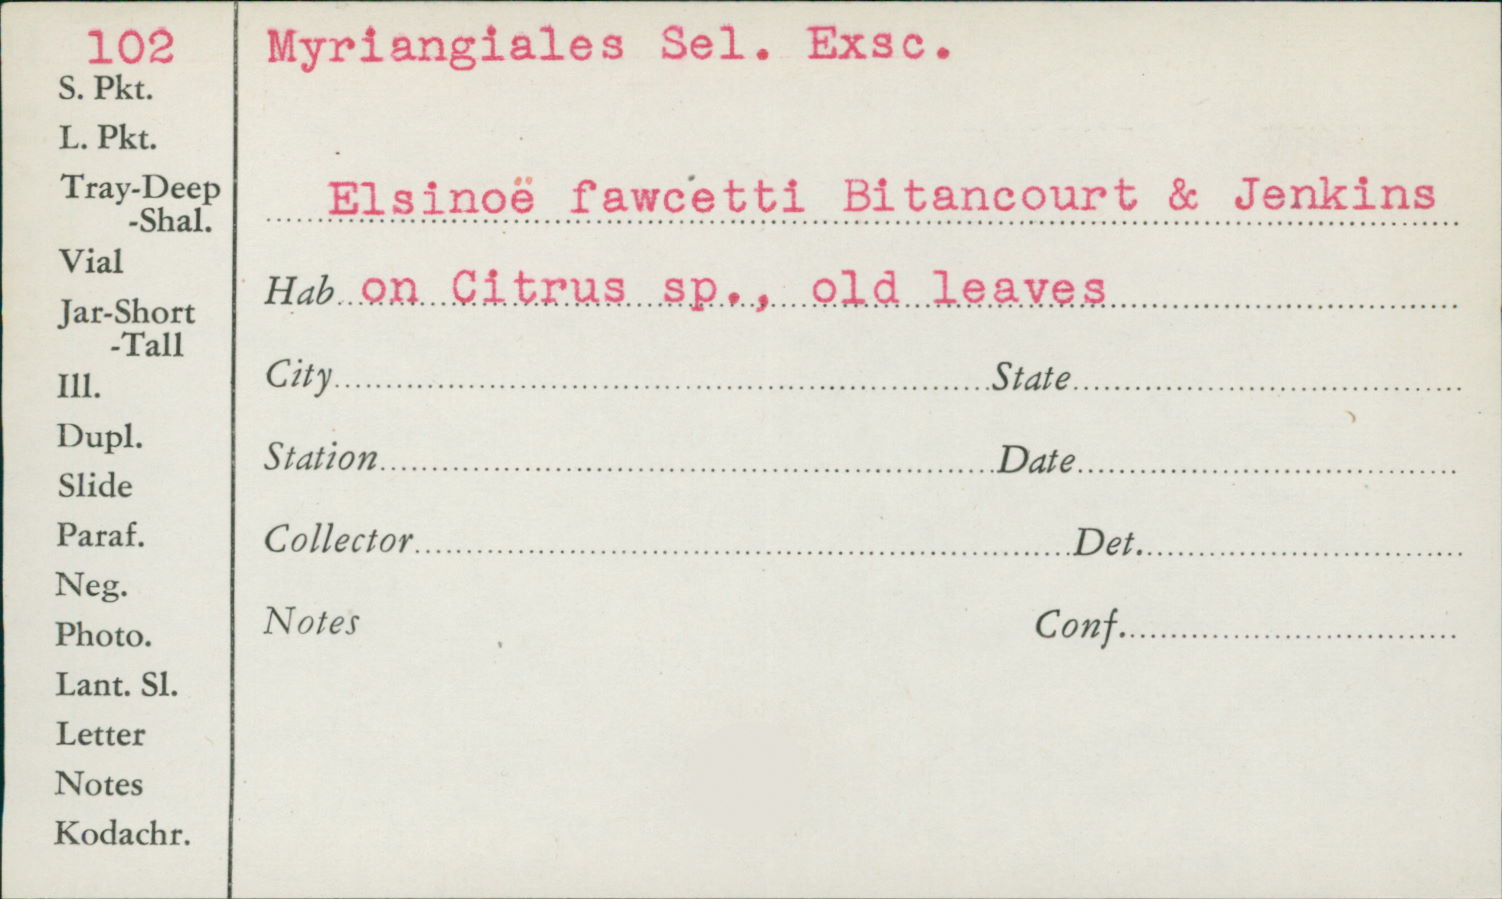 102
S. Pkt.
L. Pkt.
Tray-Deep
-Shal.
Vial
Jar-Short
-Tall
Ill.
Dupl.
Slide
Paraf.
Neg.
Photo.
Lant. Sl.
Letter
Notes
Kodachr.
Myriangiales Sel. Exsc.
Elsinoë fawcetti Bitancourt & Jenkins
Hab on Citrus sp., old leaves
City State
Station Date
Collector Det.
Notes Conf.